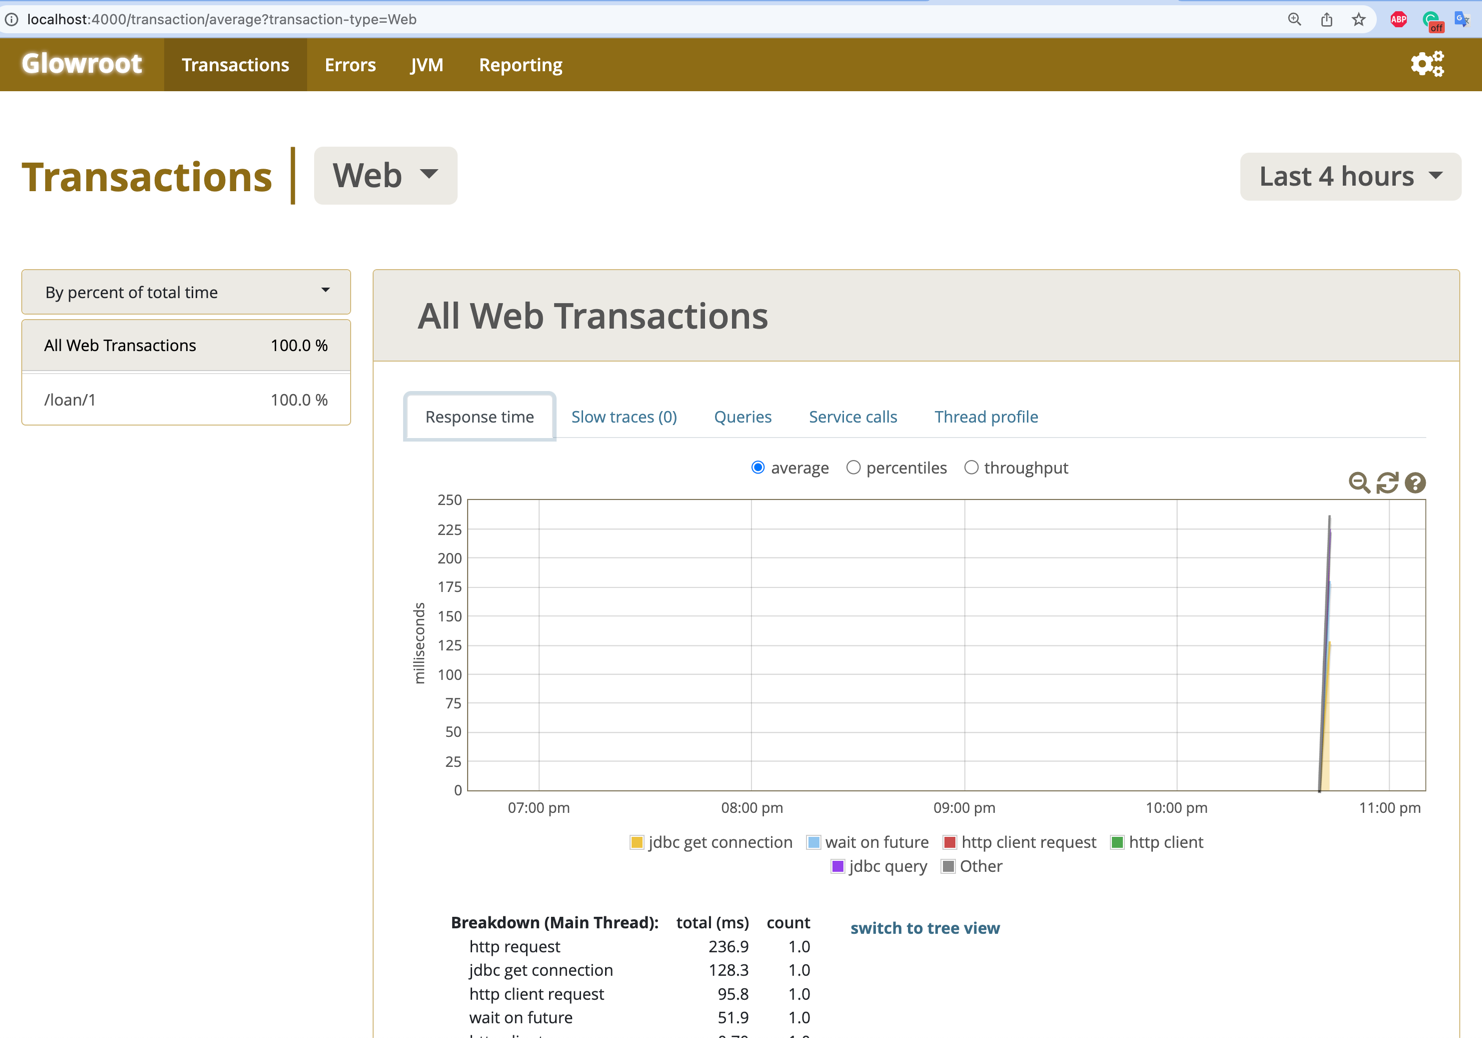 localhost:4000/transaction/average?transaction-type=Web
ABP
off
Glowroot Transactions Errors JVM Reporting
Transactions Web Last 4 hours
By percent of total time
All Web Transactions 100.0 %
/loan/1 100.0 %
All Web Transactions
Response time Slow traces (0) Queries Service calls Thread profile
average percentiles throughput
250
225
200
175
150
125
100
75
50
25
0
milliseconds
07:00 pm 08:00 pm 09:00 pm 10:00 pm 11:00 pm
jdbc get connection wait on future http client request http client
jdbc query Other
Breakdown (Main Thread): total (ms) count switch to tree view
http request 236.9 1.0
jdbc get connection 128.3 1.0
http client request 95.8 1.0
wait on future 51.9 1.0